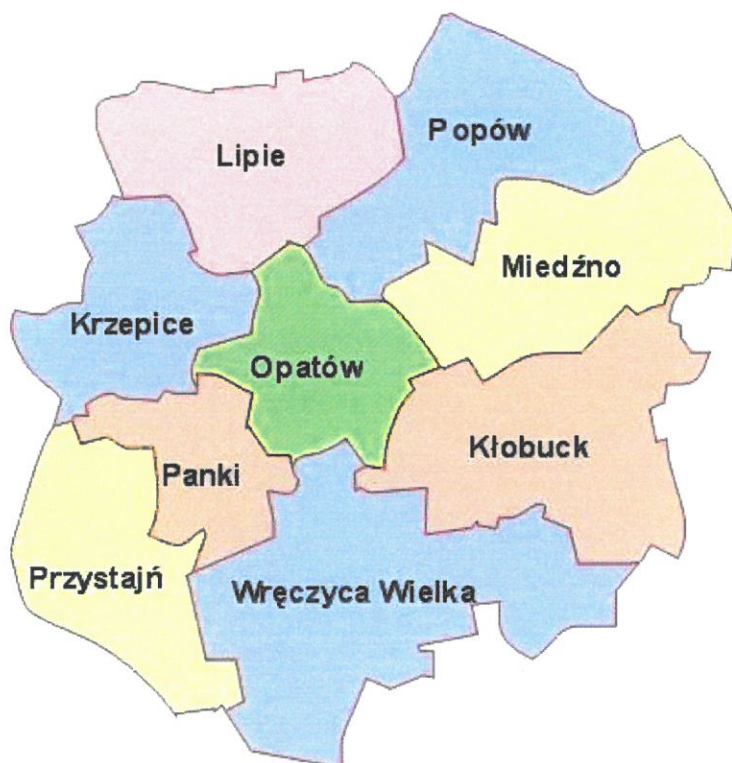 Popów
Lipie
Miedźno
Krzepice
Opatów
Kłobuck
Panki
Przystajń
Wręczyca Wielka